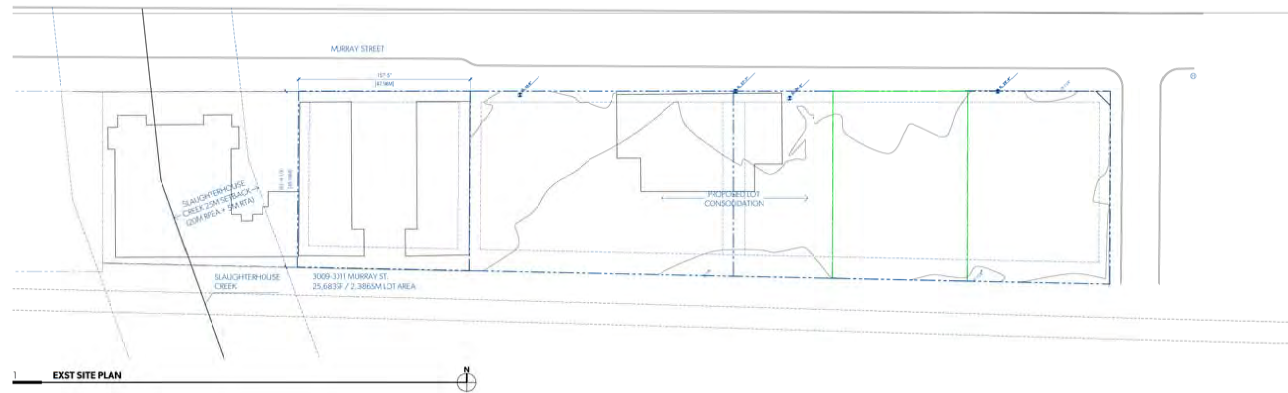 MURRAY STREET
157'-5"
[47.98M]
SLAUGHTERHOUSE
CREEK 25M SETBACK
(20M RPEA + 5M RTA)
PROPOSED LOT
CONSOLIDATION
SLAUGHTERHOUSE
CREEK
3009-3011 MURRAY ST.
25,683SF / 2,386SM LOT AREA
N
1 EXST SITE PLAN